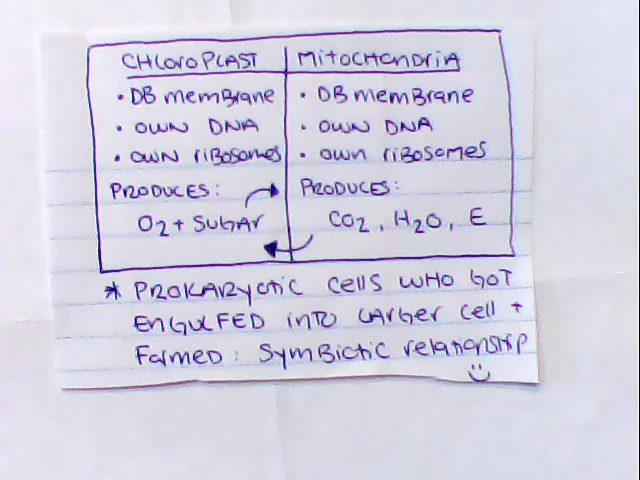 CHLOROPLAST
• DB MEMBRANE
• OWN DNA
• OWN RIBOSOMES
PRODUCES:
O2 + SUGAR
MITOCHONDRIA
• DB MEMBRANE
• OWN DNA
• OWN RIBOSOMES
PRODUCES:
CO2, H2O, E
* PROKARYOTIC CELLS WHO GOT
ENGULFED INTO LARGER CELL +
FORMED: SYMBIOTIC RELATIONSHIP